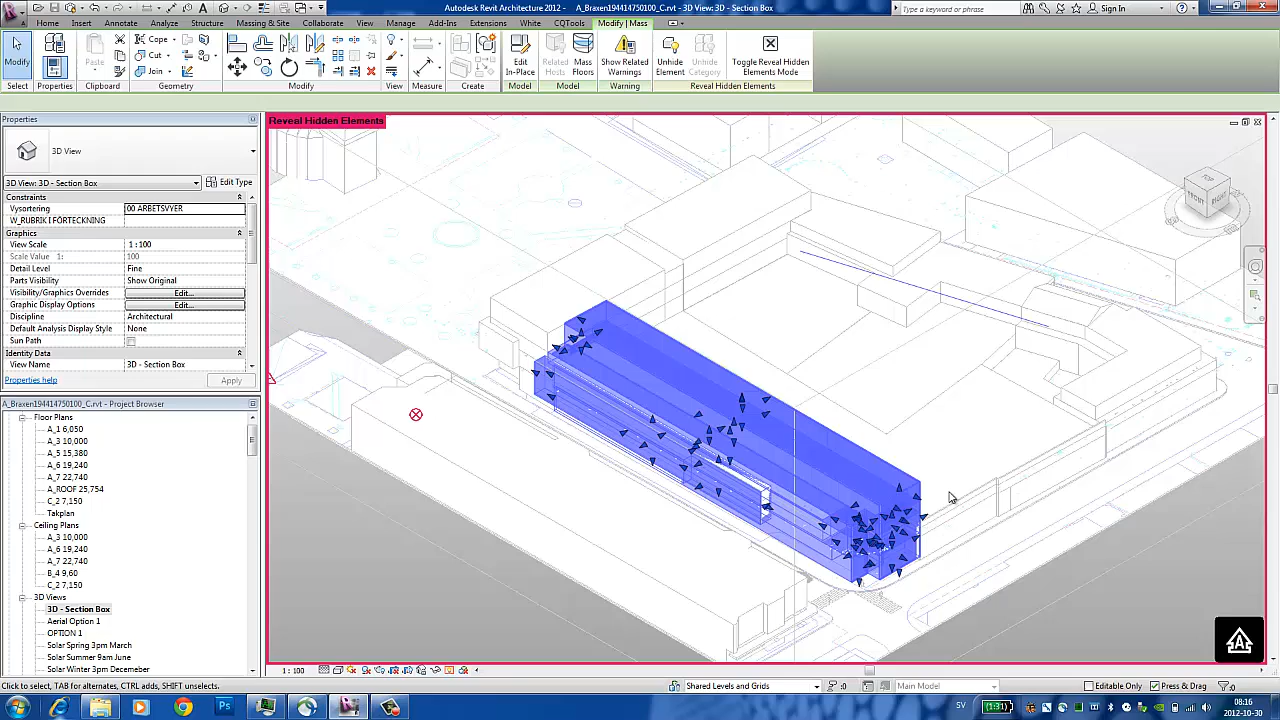 Autodesk Revit Architecture 2012 - A_Braxen194414750100_C.rvt - 3D View: 3D - Section Box
Type a keyword or phrase
Sign In
Home Insert Annotate Analyze Structure Massing & Site Collaborate View Manage Add-Ins Extensions White CQTools Modify | Mass
Modify
Paste
Cope
Cut
Join
Edit In-Place
Related Hosts
Mass Floors
Show Related Warnings
Unhide Element
Unhide Category
Toggle Reveal Hidden Elements Mode
Select Properties Clipboard Geometry Modify View Measure Create Model Model Warning Reveal Hidden Elements
Properties
3D View
3D View: 3D - Section Box
Edit Type
Constraints
Vysortering 00 ARBETSVYER
W_RUBRIK I FÖRTECKNING
Graphics
View Scale 1 : 100
Scale Value 1: 100
Detail Level Fine
Parts Visibility Show Original
Visibility/Graphics Overrides Edit...
Graphic Display Options Edit...
Discipline Architectural
Default Analysis Display Style None
Sun Path
Identity Data
View Name 3D - Section Box
Properties help
Apply
A_Braxen194414750100_C.rvt - Project Browser
Floor Plans
A_1 6,050
A_3 10,000
A_5 15,380
A_6 19,240
A_7 22,740
A_ROOF 25,754
C_2 7,150
Takplan
Ceiling Plans
A_3 10,000
A_6 19,240
A_7 22,740
B_4 9,60
C_2 7,150
3D Views
3D - Section Box
Aerial Option 1
OPTION 1
Solar Spring 3pm March
Solar Summer 9am June
Solar Winter 3pm Decemeber
Reveal Hidden Elements
TOP
FRONT
RIGHT
1 : 100
Click to select, TAB for alternates, CTRL adds, SHIFT unselects.
Shared Levels and Grids
:0
Main Model
Editable Only
Press & Drag
:0
SV
(1:31)
08:16
2012-10-30